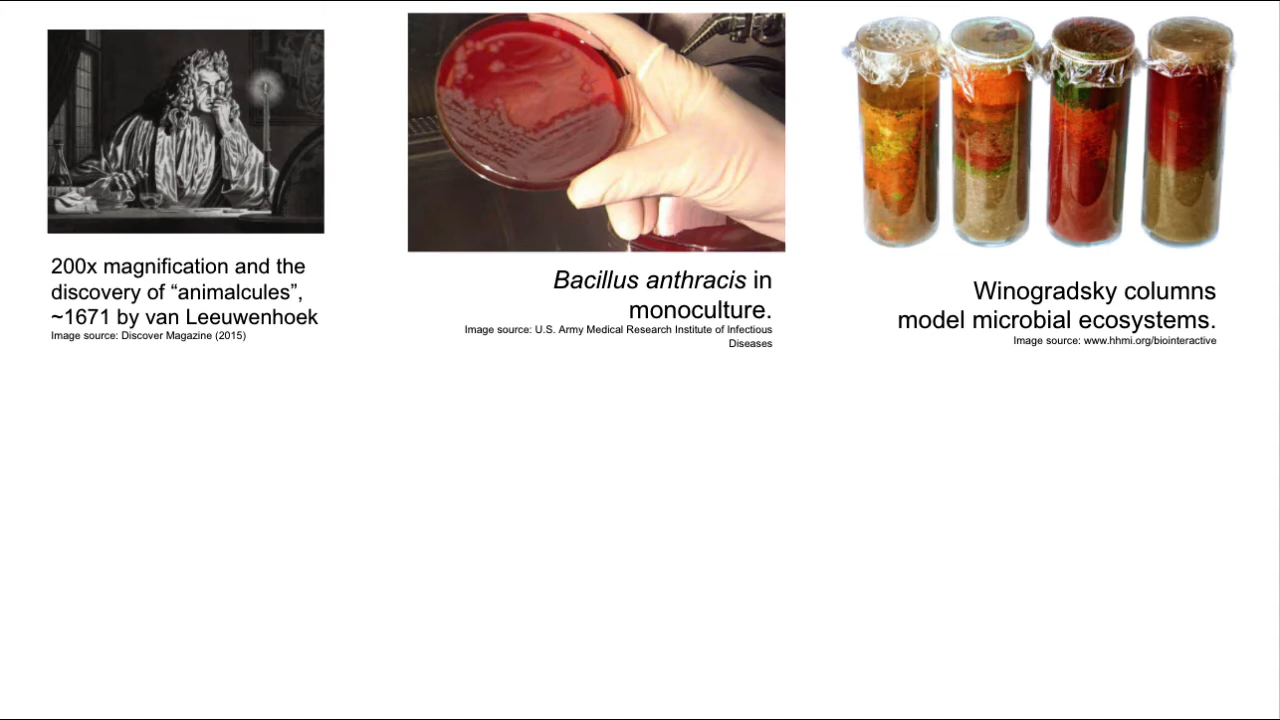 200x magnification and the
discovery of “animalcules”,
~1671 by van Leeuwenhoek
Image source: Discover Magazine (2015)
Bacillus anthracis in
monoculture.
Image source: U.S. Army Medical Research Institute of Infectious
Diseases
Winogradsky columns
model microbial ecosystems.
Image source: www.hhmi.org/biointeractive